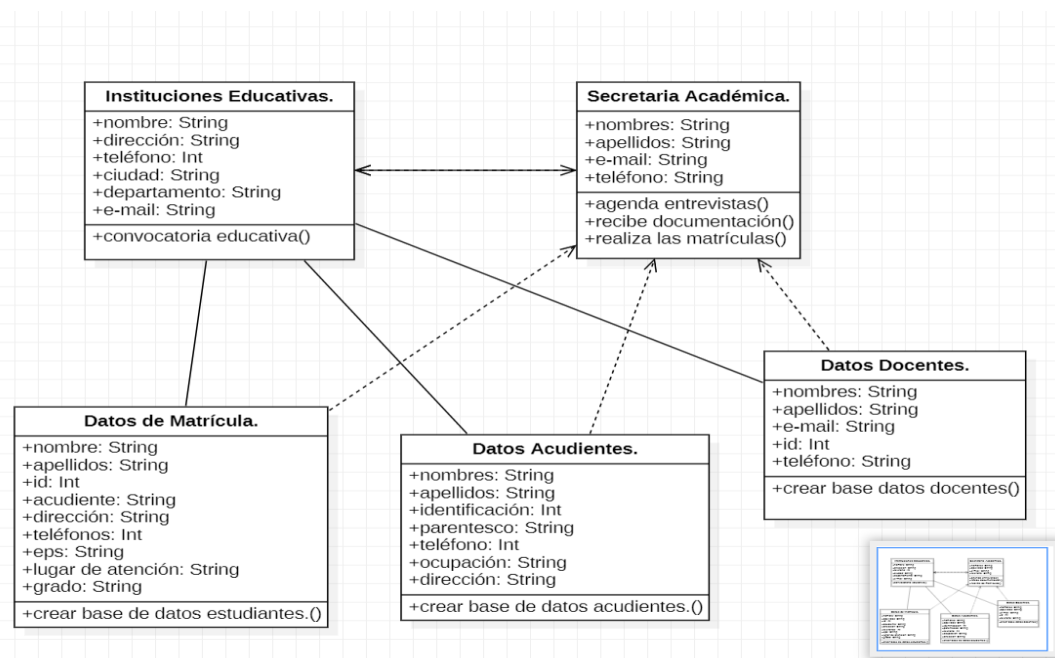 Instituciones Educativas.
+nombre: String
+dirección: String
+teléfono: Int
+ciudad: String
+departamento: String
+e-mail: String
+convocatoria educativa()
Secretaria Académica.
+nombres: String
+apellidos: String
+e-mail: String
+teléfono: String
+agenda entrevistas()
+recibe documentación()
+realiza las matrículas()
Datos Docentes.
+nombres: String
+apellidos: String
+e-mail: String
+id: Int
+teléfono: String
+crear base datos docentes()
Datos de Matrícula.
+nombre: String
+apellidos: String
+id: Int
+acudiente: String
+dirección: String
+teléfonos: Int
+eps: String
+lugar de atención: String
+grado: String
+crear base de datos estudiantes.()
Datos Acudientes.
+nombres: String
+apellidos: String
+identificación: Int
+parentesco: String
+teléfono: Int
+ocupación: String
+dirección: String
+crear base de datos acudientes.()